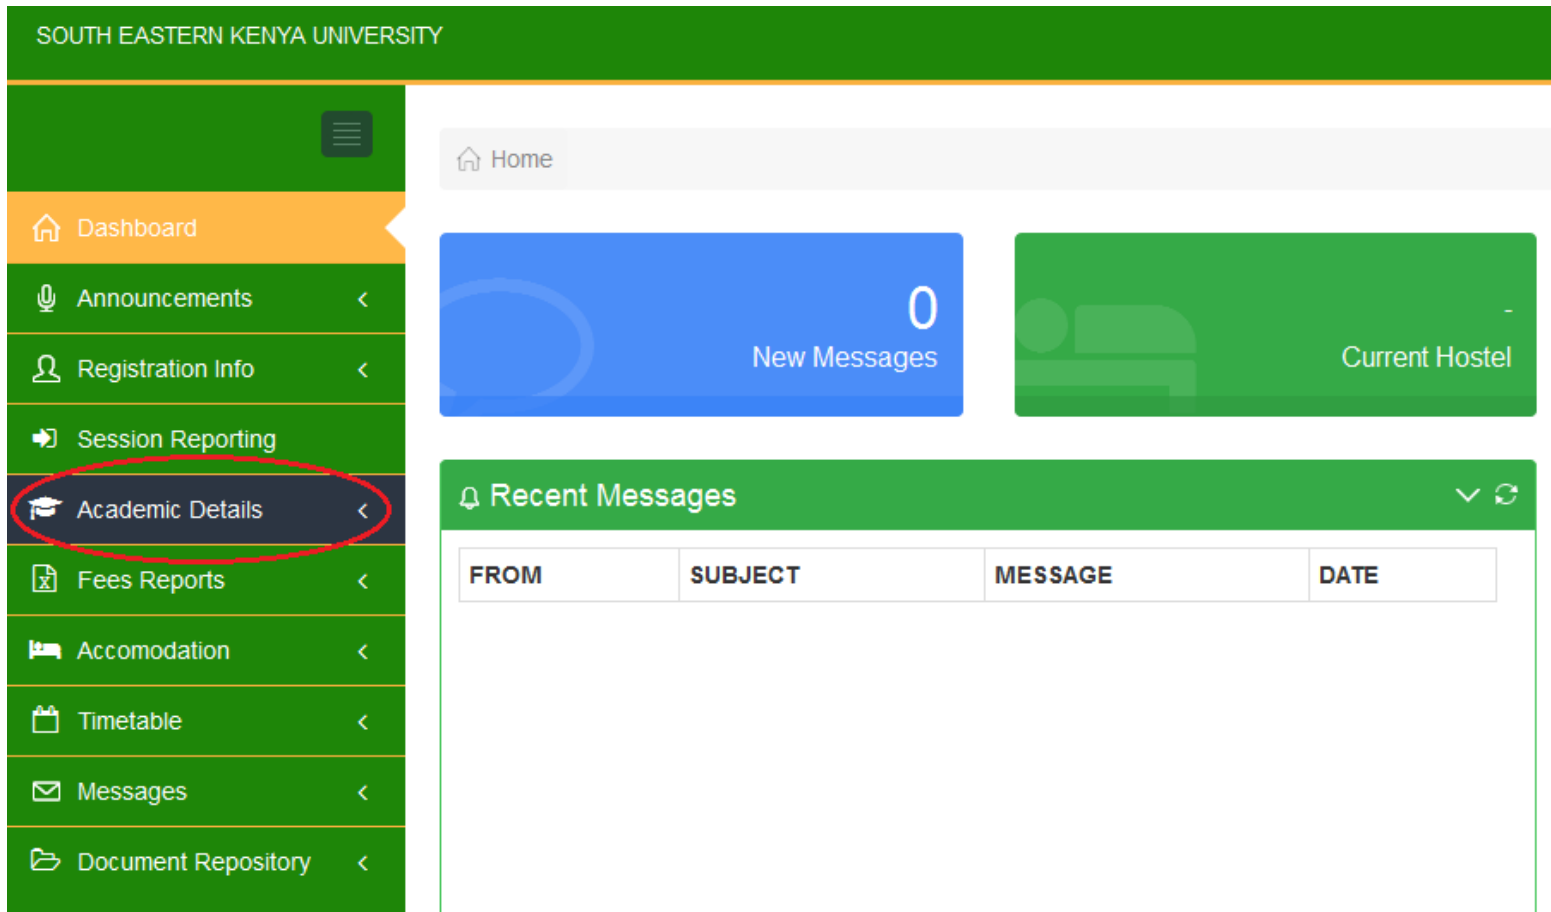 SOUTH EASTERN KENYA UNIVERSITY
Home
Dashboard
Announcements
Registration Info
Session Reporting
Academic Details
Fees Reports
Accomodation
Timetable
Messages
Document Repository
0
New Messages
-
Current Hostel
Recent Messages
FROM SUBJECT MESSAGE DATE